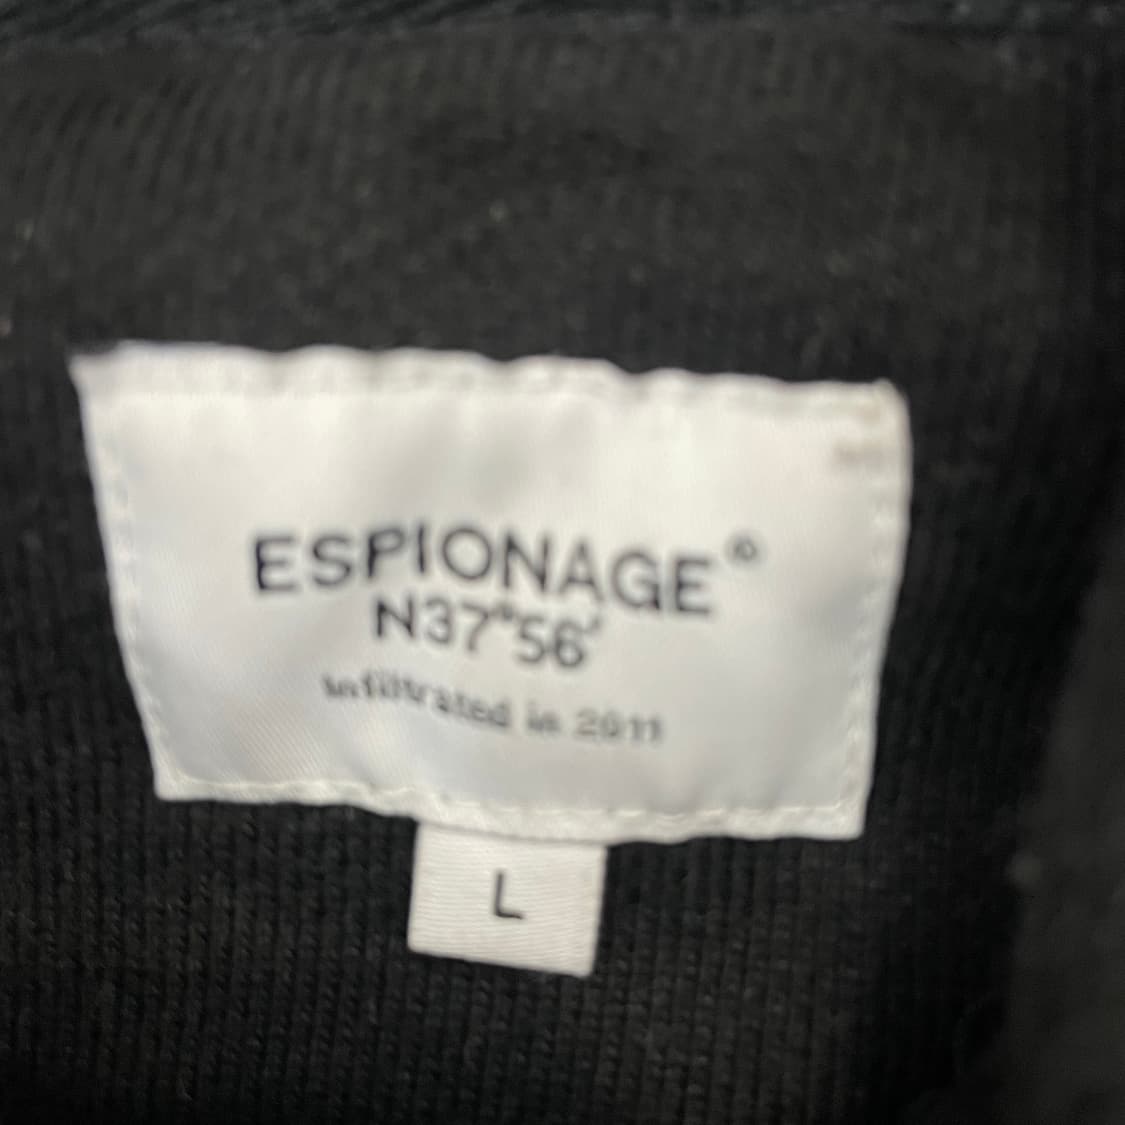 ESPIONAGE®
N37°56'
Infiltrated in 2011
L